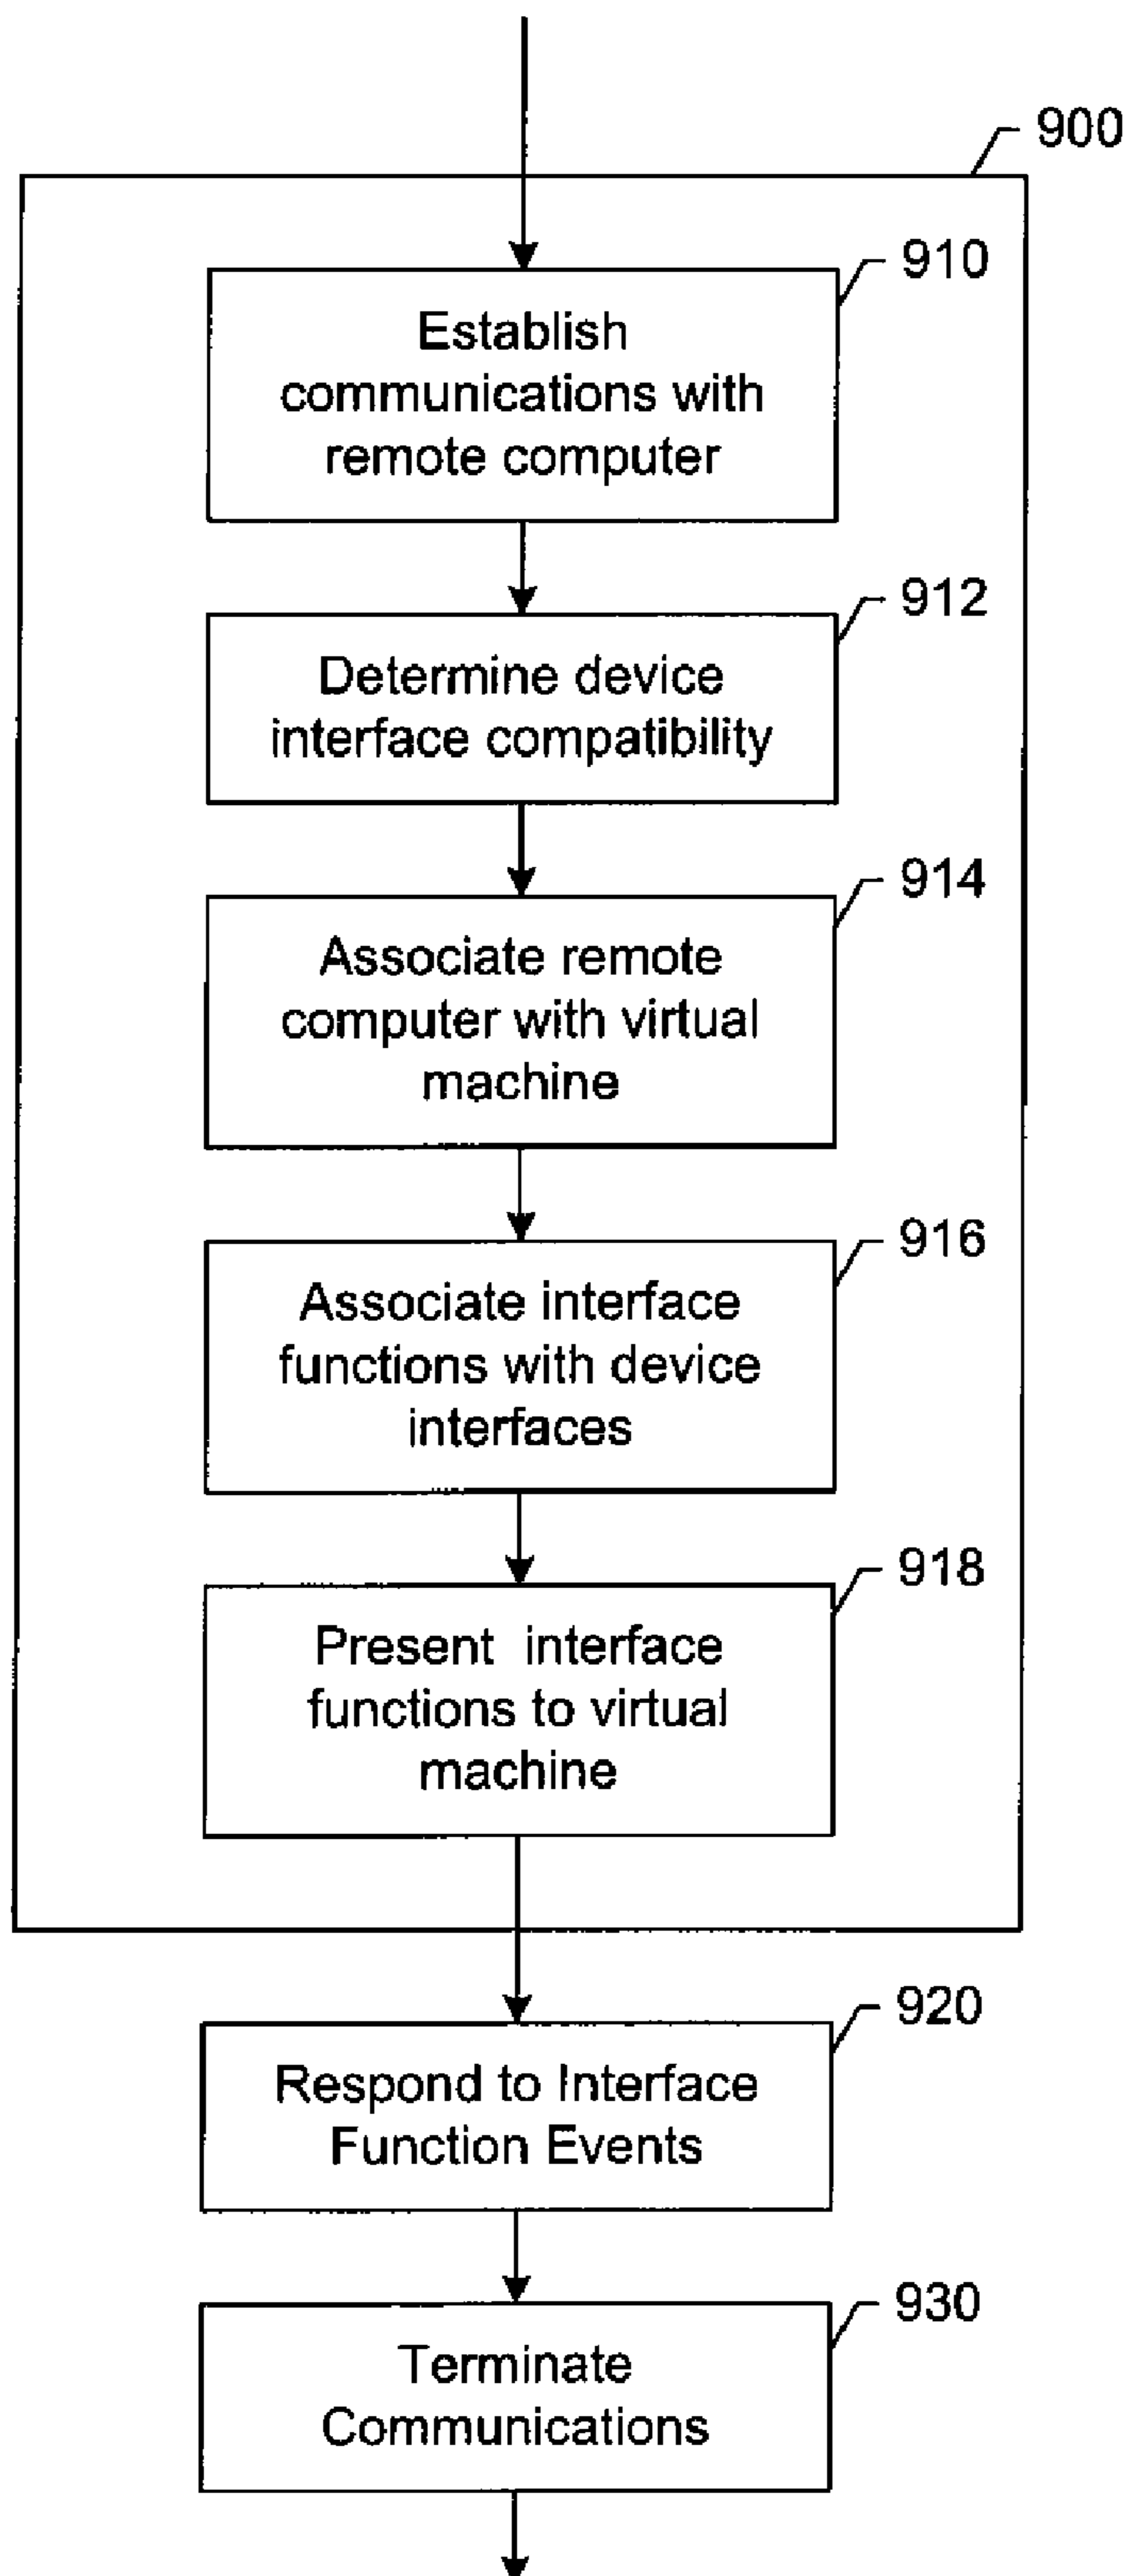 900
910
Establish
communications with
remote computer
912
Determine device
interface compatibility
914
Associate remote
computer with virtual
machine
916
Associate interface
functions with device
interfaces
918
Present interface
functions to virtual
machine
920
Respond to Interface
Function Events
930
Terminate
Communications